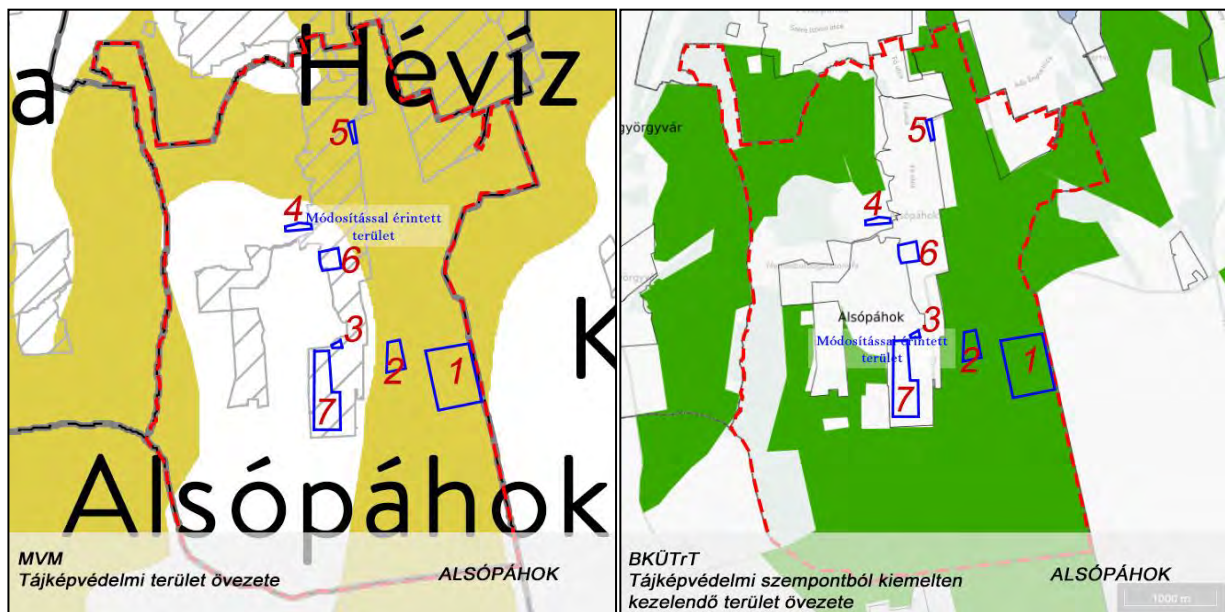 a
Hévíz
5
4
Módosítással érintett
terület
6
3
2
1
7
K
Alsópáhok
MVM
Tájképvédelmi terület övezete
ALSÓPÁHOK
györgyvár
5
4
6
3
Alsópáhok
Módosítással érintett
terület
2
1
7
BKÜTrT
Tájképvédelmi szempontból kiemelten
kezelendő terület övezete
ALSÓPÁHOK
1000 m